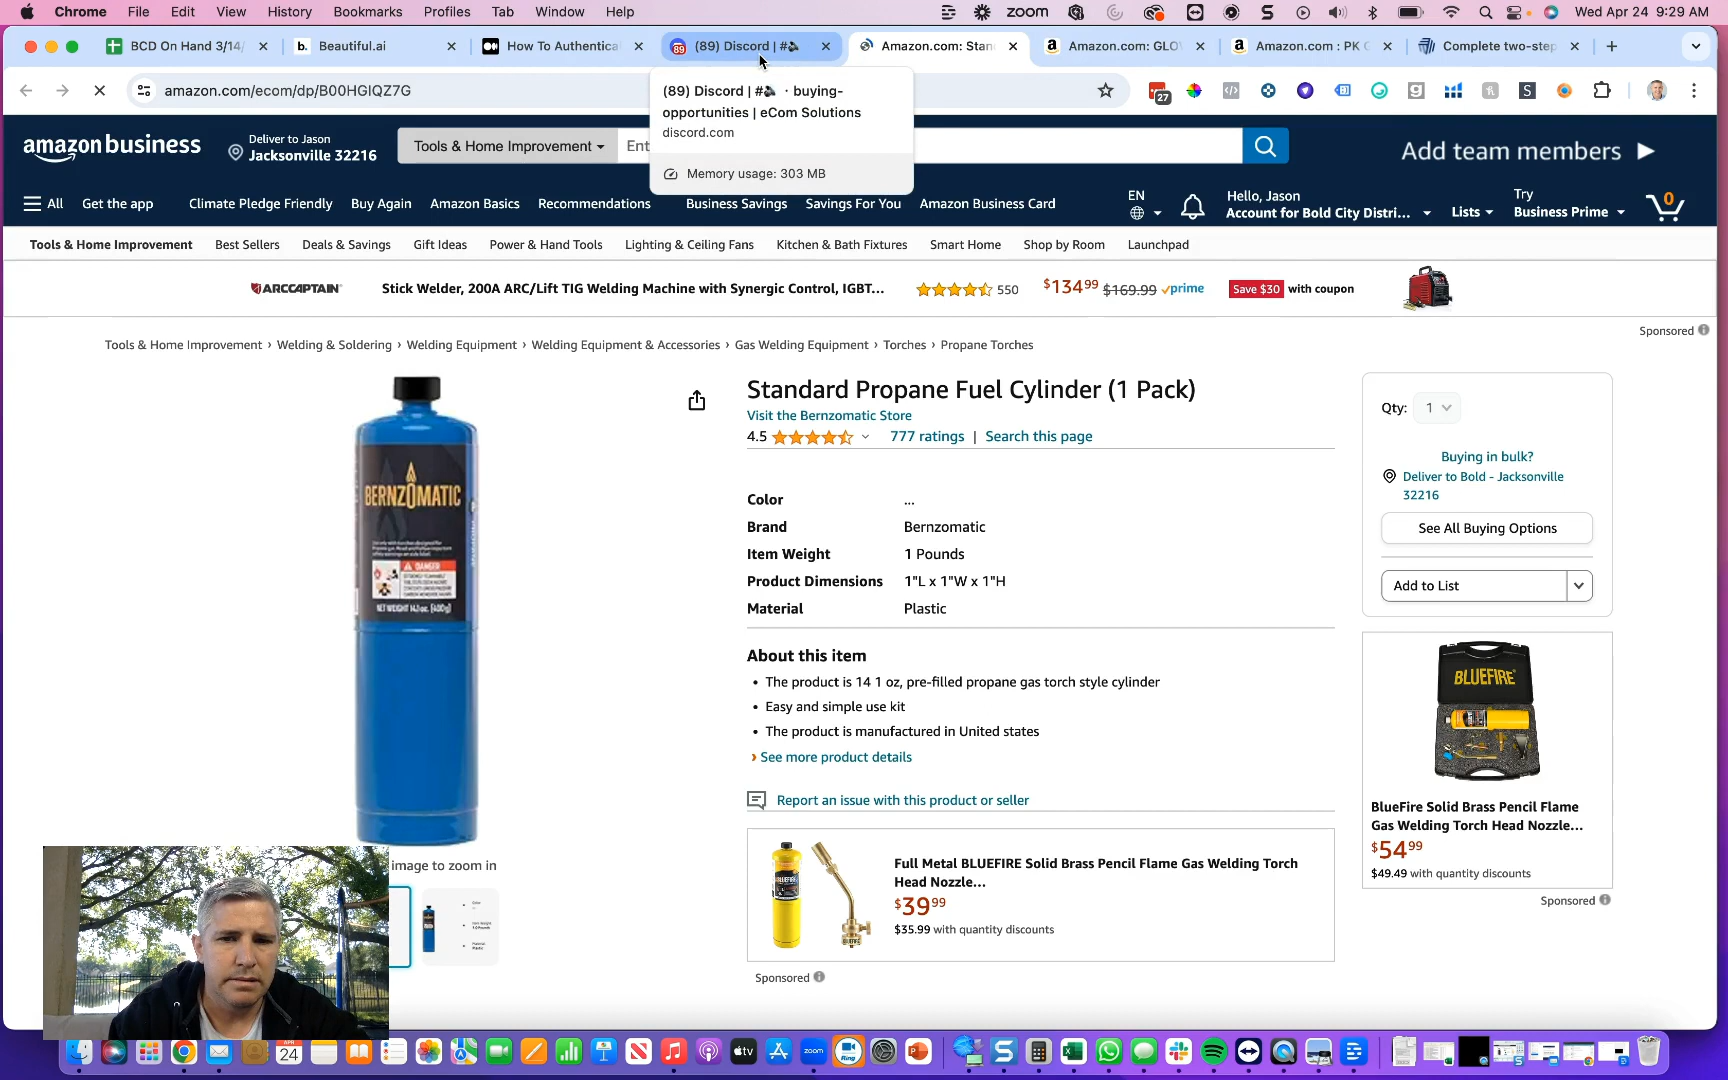 Chrome File Edit View History Bookmarks Profiles Tab Window Help zoom Wed Apr 24 9:29 AM
BCD On Hand 3/14/ b. Beautiful.ai How To Authentica (89) Discord | # Amazon.com: Stan Amazon.com: GLO Amazon.com : PK Complete two-step
amazon.com/ecom/dp/B00HGIQZ7G
27
(89) Discord | # · buying-
opportunities | eCom Solutions
discord.com
Memory usage: 303 MB
amazon business
Deliver to Jason
Jacksonville 32216
Tools & Home Improvement
Ent
Add team members
All Get the app Climate Pledge Friendly Buy Again Amazon Basics Recommendations Business Savings Savings For You Amazon Business Card
EN
Hello, Jason
Account for Bold City Distri...
Lists
Try
Business Prime
0
Tools & Home Improvement Best Sellers Deals & Savings Gift Ideas Power & Hand Tools Lighting & Ceiling Fans Kitchen & Bath Fixtures Smart Home Shop by Room Launchpad
ARCCAPTAIN Stick Welder, 200A ARC/Lift TIG Welding Machine with Synergic Control, IGBT... 550 $134.99 $169.99 prime Save $30 with coupon
Sponsored
Tools & Home Improvement › Welding & Soldering › Welding Equipment › Welding Equipment & Accessories › Gas Welding Equipment › Torches › Propane Torches
Standard Propane Fuel Cylinder (1 Pack)
Visit the Bernzomatic Store
4.5 777 ratings | Search this page
Color ...
Brand Bernzomatic
Item Weight 1 Pounds
Product Dimensions 1"L x 1"W x 1"H
Material Plastic
About this item
• The product is 14 1 oz, pre-filled propane gas torch style cylinder
• Easy and simple use kit
• The product is manufactured in United states
› See more product details
Report an issue with this product or seller
Full Metal BLUEFIRE Solid Brass Pencil Flame Gas Welding Torch
Head Nozzle...
$39.99
$35.99 with quantity discounts
Sponsored
BERNZOMATIC
DANGER
NET WEIGHT 14.1 oz. (400g)
image to zoom in
Qty: 1
Buying in bulk?
Deliver to Bold - Jacksonville
32216
See All Buying Options
Add to List
BLUEFIRE
BlueFire Solid Brass Pencil Flame
Gas Welding Torch Head Nozzle...
$54.99
$49.49 with quantity discounts
Sponsored
APR
24
tv
zoom
Ring